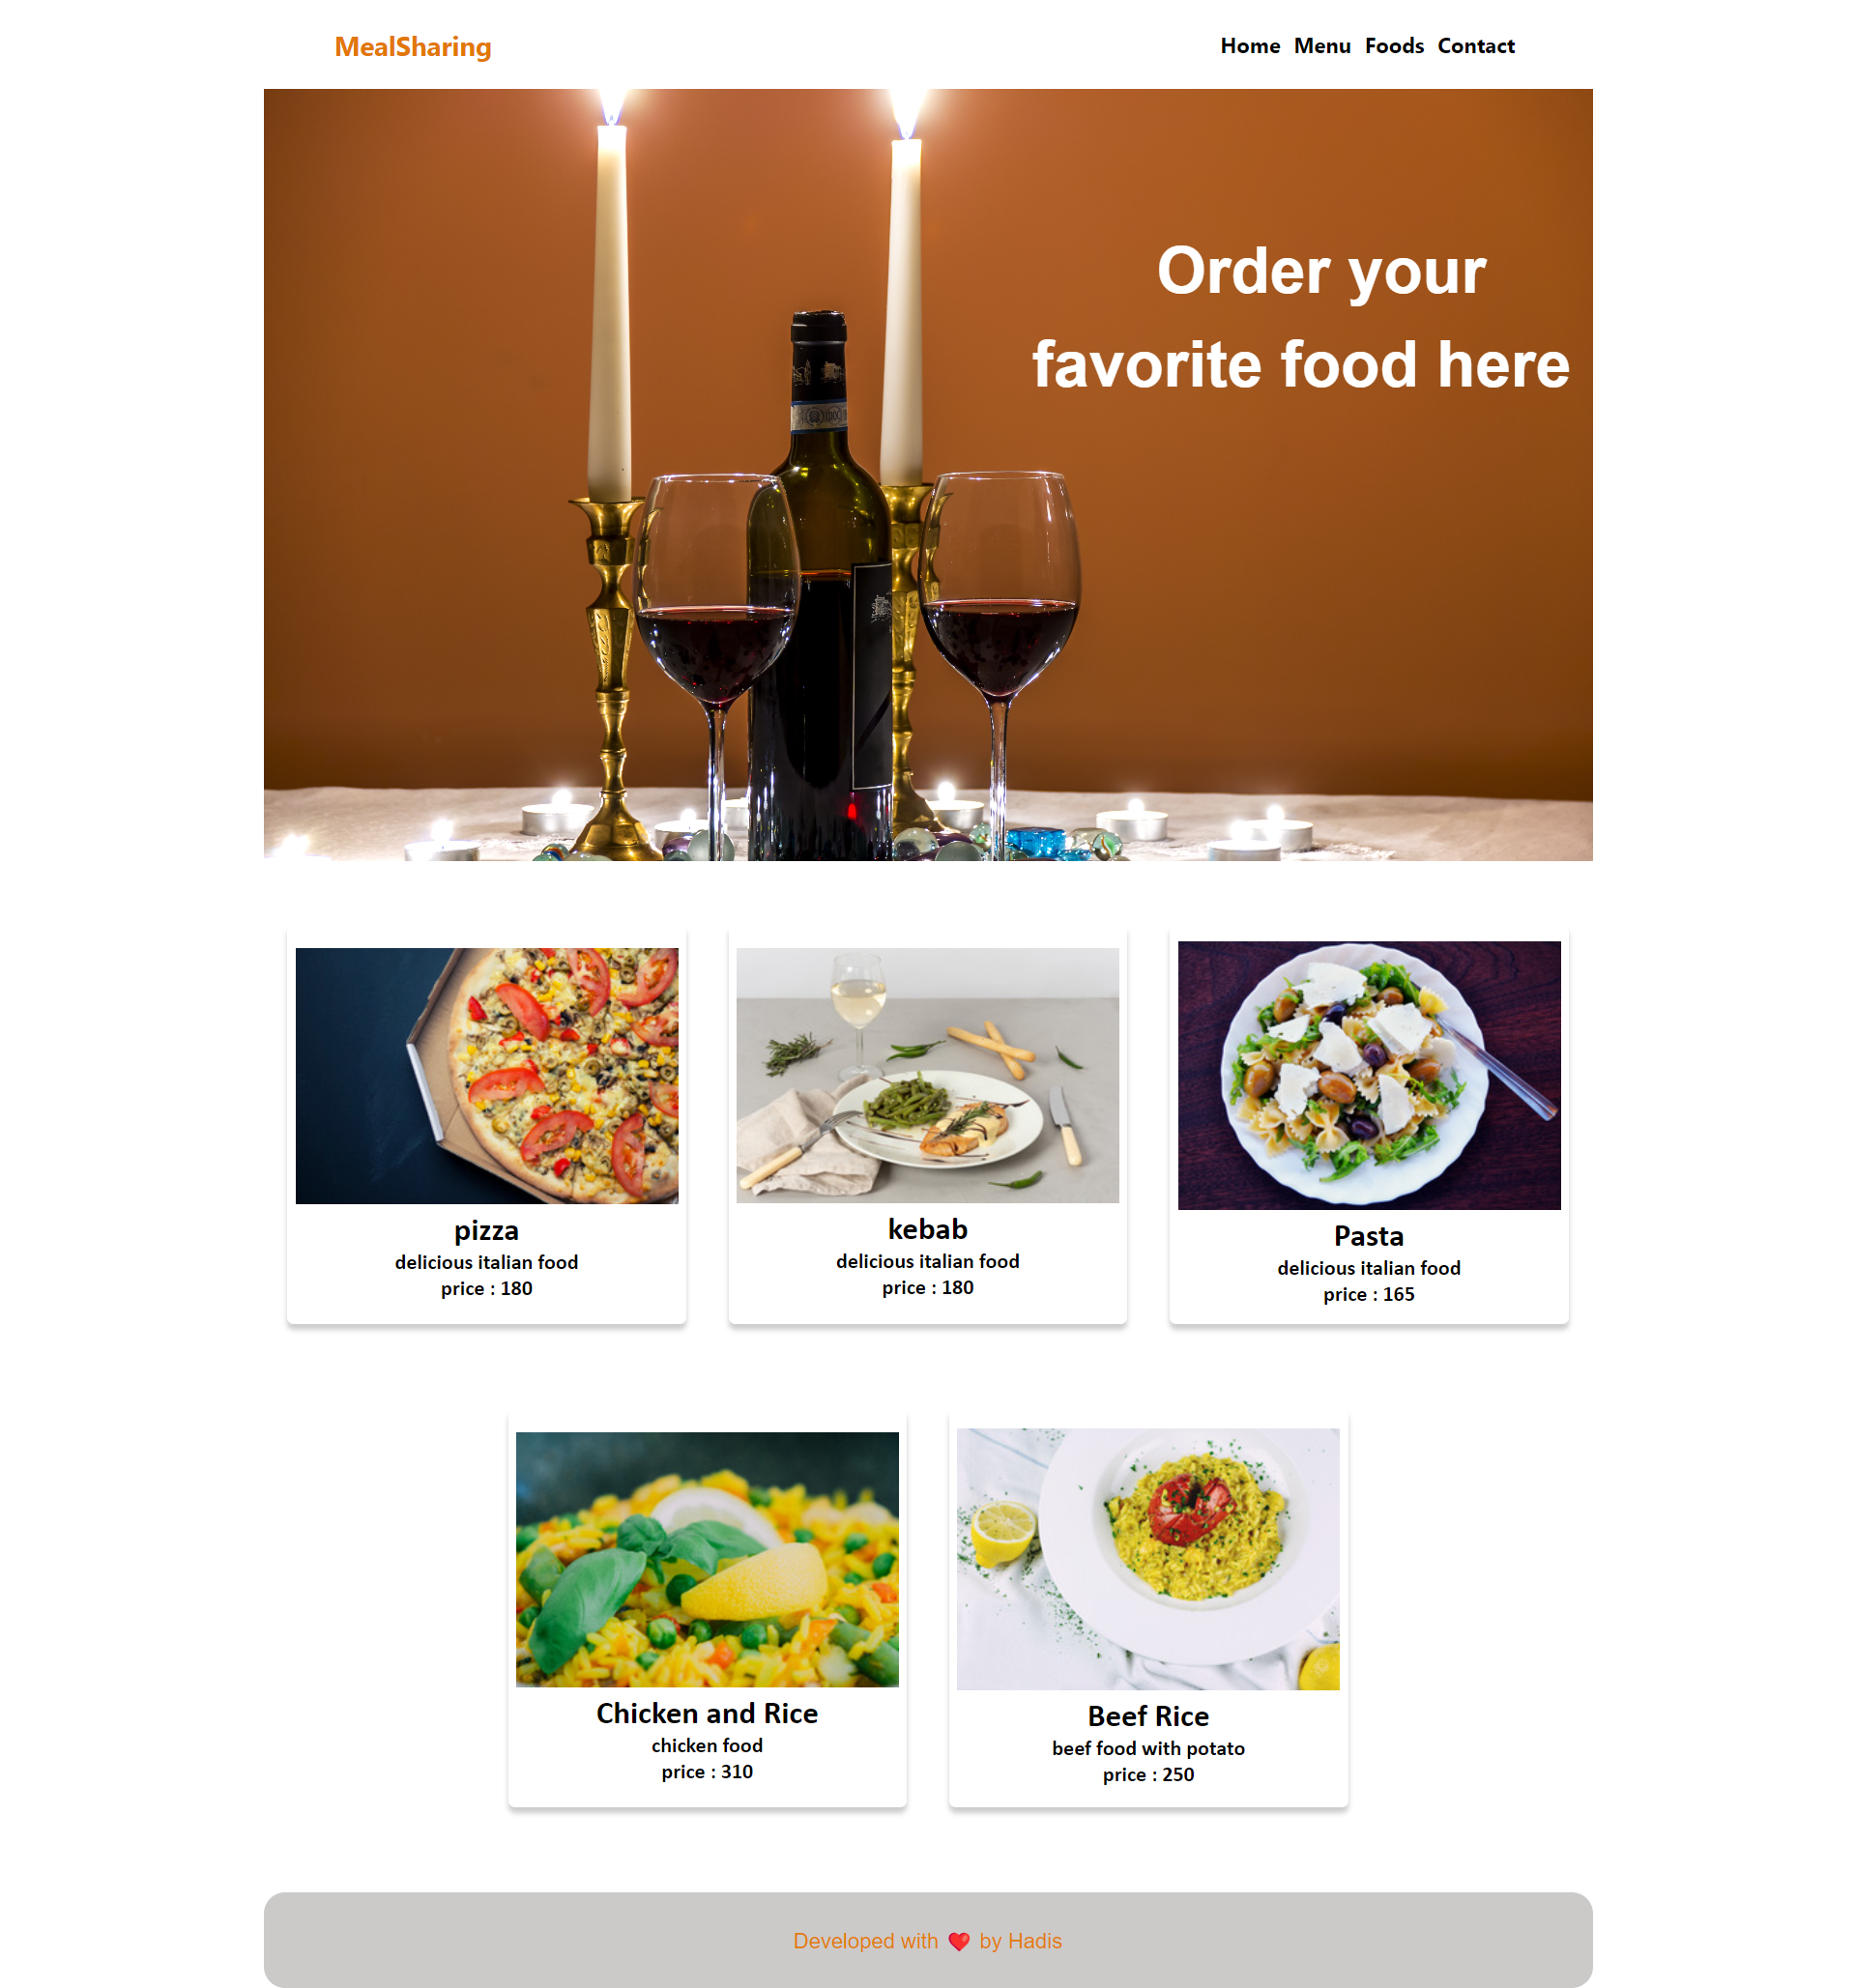 MealSharing
Home Menu Foods Contact
Order your
favorite food here
pizza
delicious italian food
price : 180
kebab
delicious italian food
price : 180
Pasta
delicious italian food
price : 165
Chicken and Rice
chicken food
price : 310
Beef Rice
beef food with potato
price : 250
Developed with ❤️ by Hadis